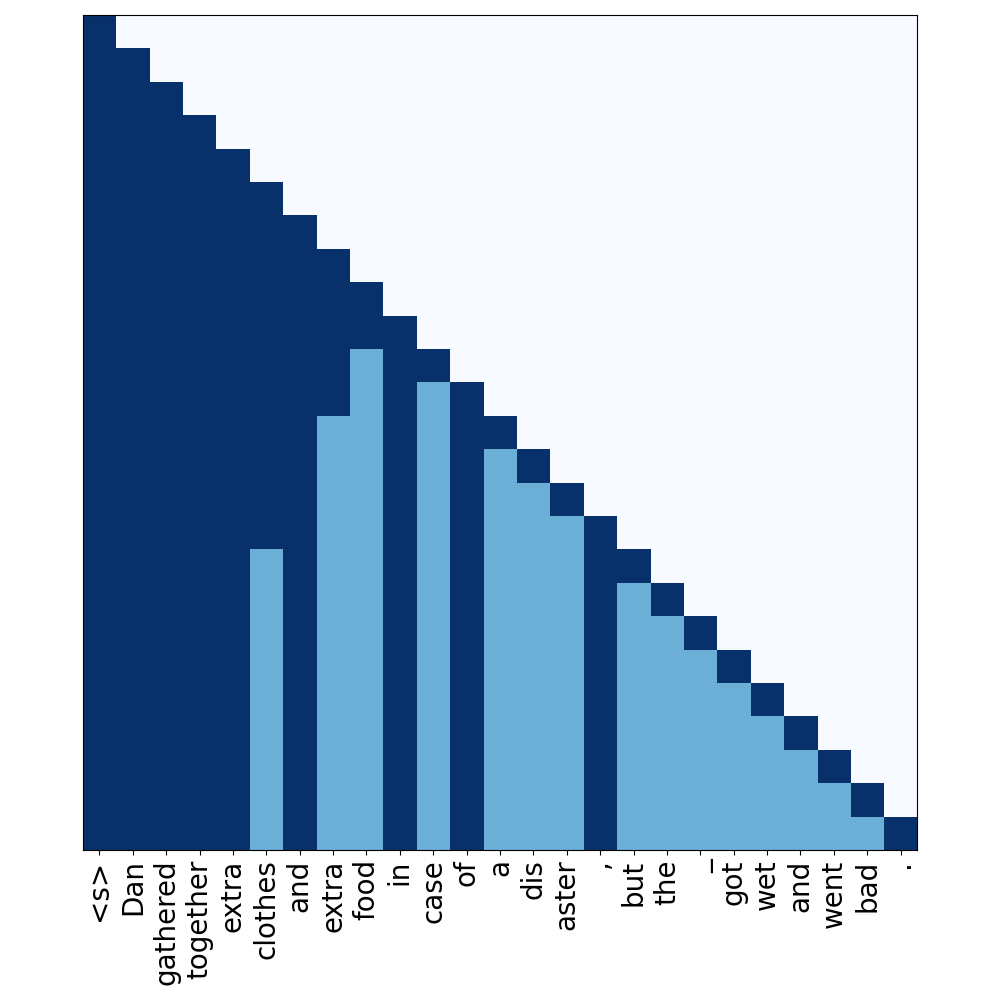 <s> Dan gathered together extra clothes and extra food in case of a dis aster , but the _ got wet and went bad .